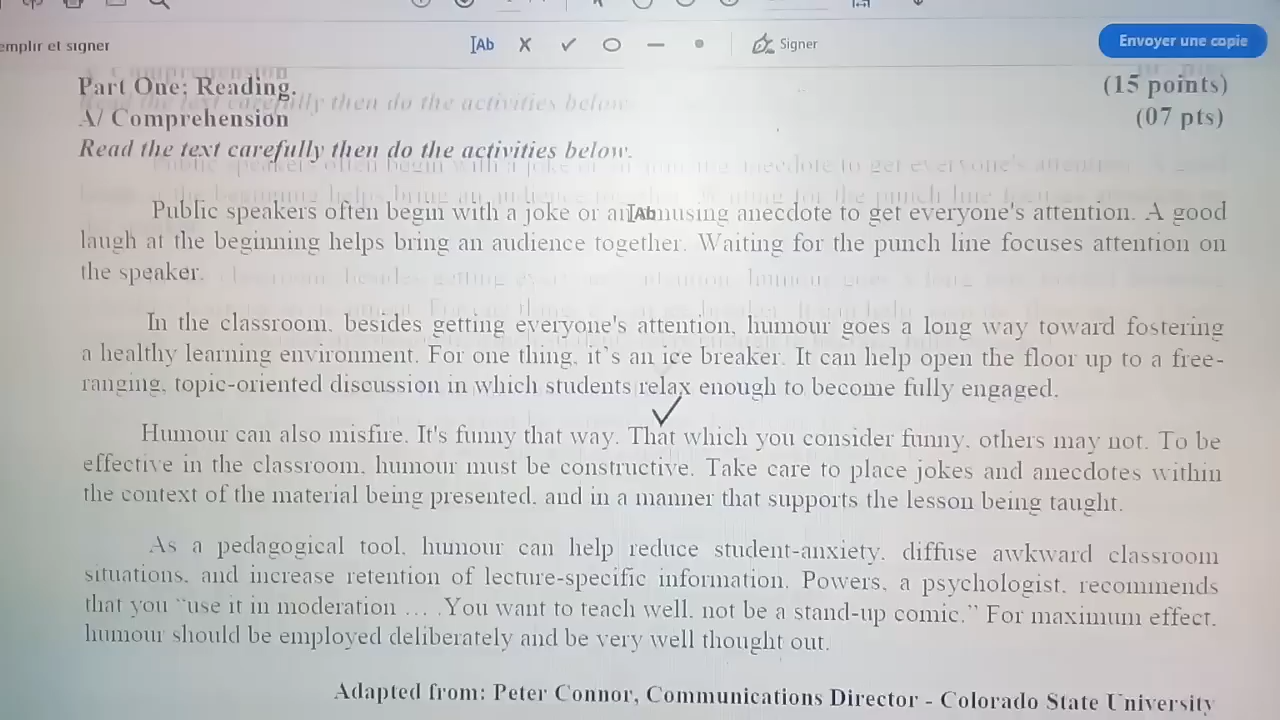 emplir et signer
Ab
Signer
Envoyer une copie
Part One: Reading.
(15 points)
A/ Comprehension
(07 pts)
Read the text carefully then do the activities below.
Public speakers often begin with a joke or an Ab musing anecdote to get everyone's attention. A good
laugh at the beginning helps bring an audience together. Waiting for the punch line focuses attention on
the speaker.
In the classroom, besides getting everyone's attention, humour goes a long way toward fostering
a healthy learning environment. For one thing, it's an ice breaker. It can help open the floor up to a free-
ranging, topic-oriented discussion in which students relax enough to become fully engaged.
Humour can also misfire. It's funny that way. That which you consider funny, others may not. To be
effective in the classroom, humour must be constructive. Take care to place jokes and anecdotes within
the context of the material being presented, and in a manner that supports the lesson being taught.
As a pedagogical tool, humour can help reduce student-anxiety, diffuse awkward classroom
situations, and increase retention of lecture-specific information. Powers, a psychologist, recommends
that you "use it in moderation ... .You want to teach well, not be a stand-up comic." For maximum effect,
humour should be employed deliberately and be very well thought out.
Adapted from: Peter Connor, Communications Director - Colorado State University